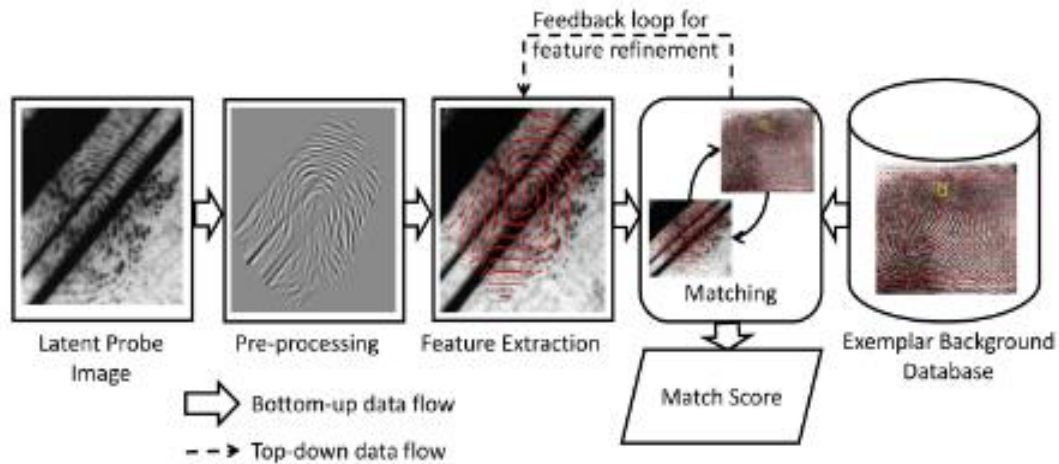 Feedback loop for
feature refinement
Latent Probe
Image
Pre-processing
Feature Extraction
Matching
Exemplar Background
Database
Match Score
Bottom-up data flow
Top-down data flow